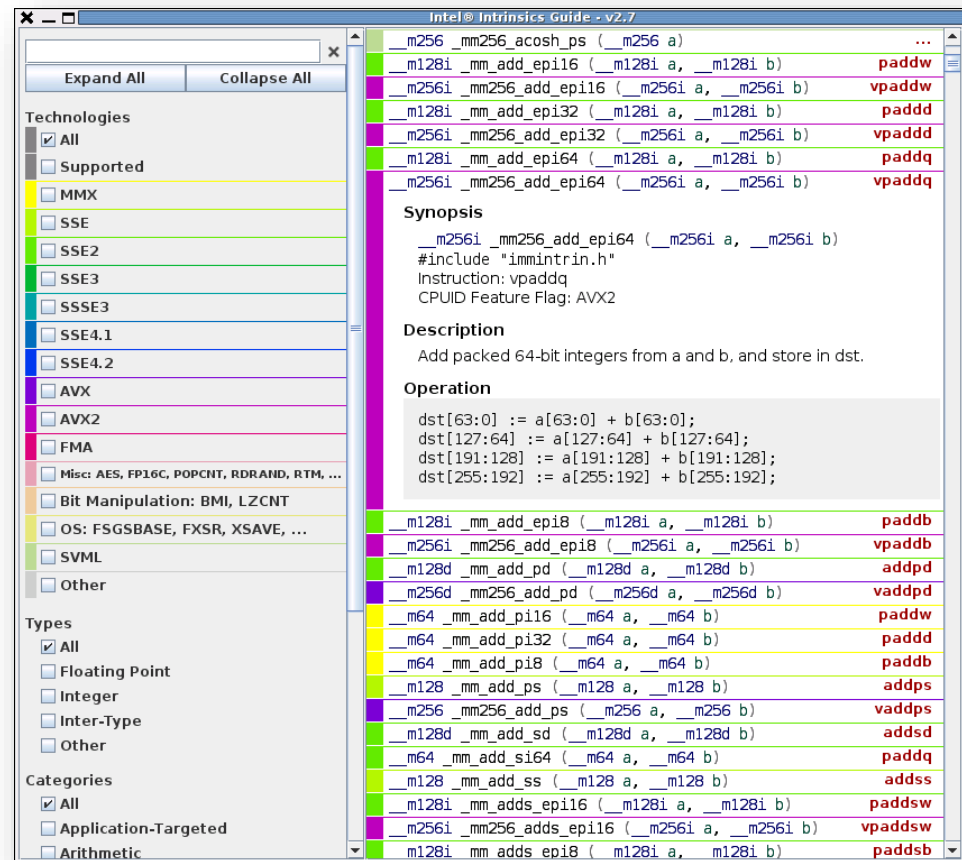 Intel® Intrinsics Guide - v2.7
Expand All
Collapse All
Technologies
All
Supported
MMX
SSE
SSE2
SSE3
SSSE3
SSE4.1
SSE4.2
AVX
AVX2
FMA
Misc: AES, FP16C, POPCNT, RDRAND, RTM, ...
Bit Manipulation: BMI, LZCNT
OS: FSGSBASE, FXSR, XSAVE, ...
SVML
Other
Types
All
Floating Point
Integer
Inter-Type
Other
Categories
All
Application-Targeted
Arithmetic
__m256 _mm256_acosh_ps (__m256 a) ...
__m128i _mm_add_epi16 (__m128i a, __m128i b) paddw
__m256i _mm256_add_epi16 (__m256i a, __m256i b) vpaddw
__m128i _mm_add_epi32 (__m128i a, __m128i b) paddd
__m256i _mm256_add_epi32 (__m256i a, __m256i b) vpaddd
__m128i _mm_add_epi64 (__m128i a, __m128i b) paddq
__m256i _mm256_add_epi64 (__m256i a, __m256i b) vpaddq
Synopsis
__m256i _mm256_add_epi64 (__m256i a, __m256i b)
#include "immintrin.h"
Instruction: vpaddq
CPUID Feature Flag: AVX2
Description
Add packed 64-bit integers from a and b, and store in dst.
Operation
dst[63:0] := a[63:0] + b[63:0];
dst[127:64] := a[127:64] + b[127:64];
dst[191:128] := a[191:128] + b[191:128];
dst[255:192] := a[255:192] + b[255:192];
__m128i _mm_add_epi8 (__m128i a, __m128i b) paddb
__m256i _mm256_add_epi8 (__m256i a, __m256i b) vpaddb
__m128d _mm_add_pd (__m128d a, __m128d b) addpd
__m256d _mm256_add_pd (__m256d a, __m256d b) vaddpd
__m64 _mm_add_pi16 (__m64 a, __m64 b) paddw
__m64 _mm_add_pi32 (__m64 a, __m64 b) paddd
__m64 _mm_add_pi8 (__m64 a, __m64 b) paddb
__m128 _mm_add_ps (__m128 a, __m128 b) addps
__m256 _mm256_add_ps (__m256 a, __m256 b) vaddps
__m128d _mm_add_sd (__m128d a, __m128d b) addsd
__m64 _mm_add_si64 (__m64 a, __m64 b) paddq
__m128 _mm_add_ss (__m128 a, __m128 b) addss
__m128i _mm_adds_epi16 (__m128i a, __m128i b) paddsw
__m256i _mm256_adds_epi16 (__m256i a, __m256i b) vpaddsw
__m128i _mm_adds_epi8 (__m128i a, __m128i b) paddsb